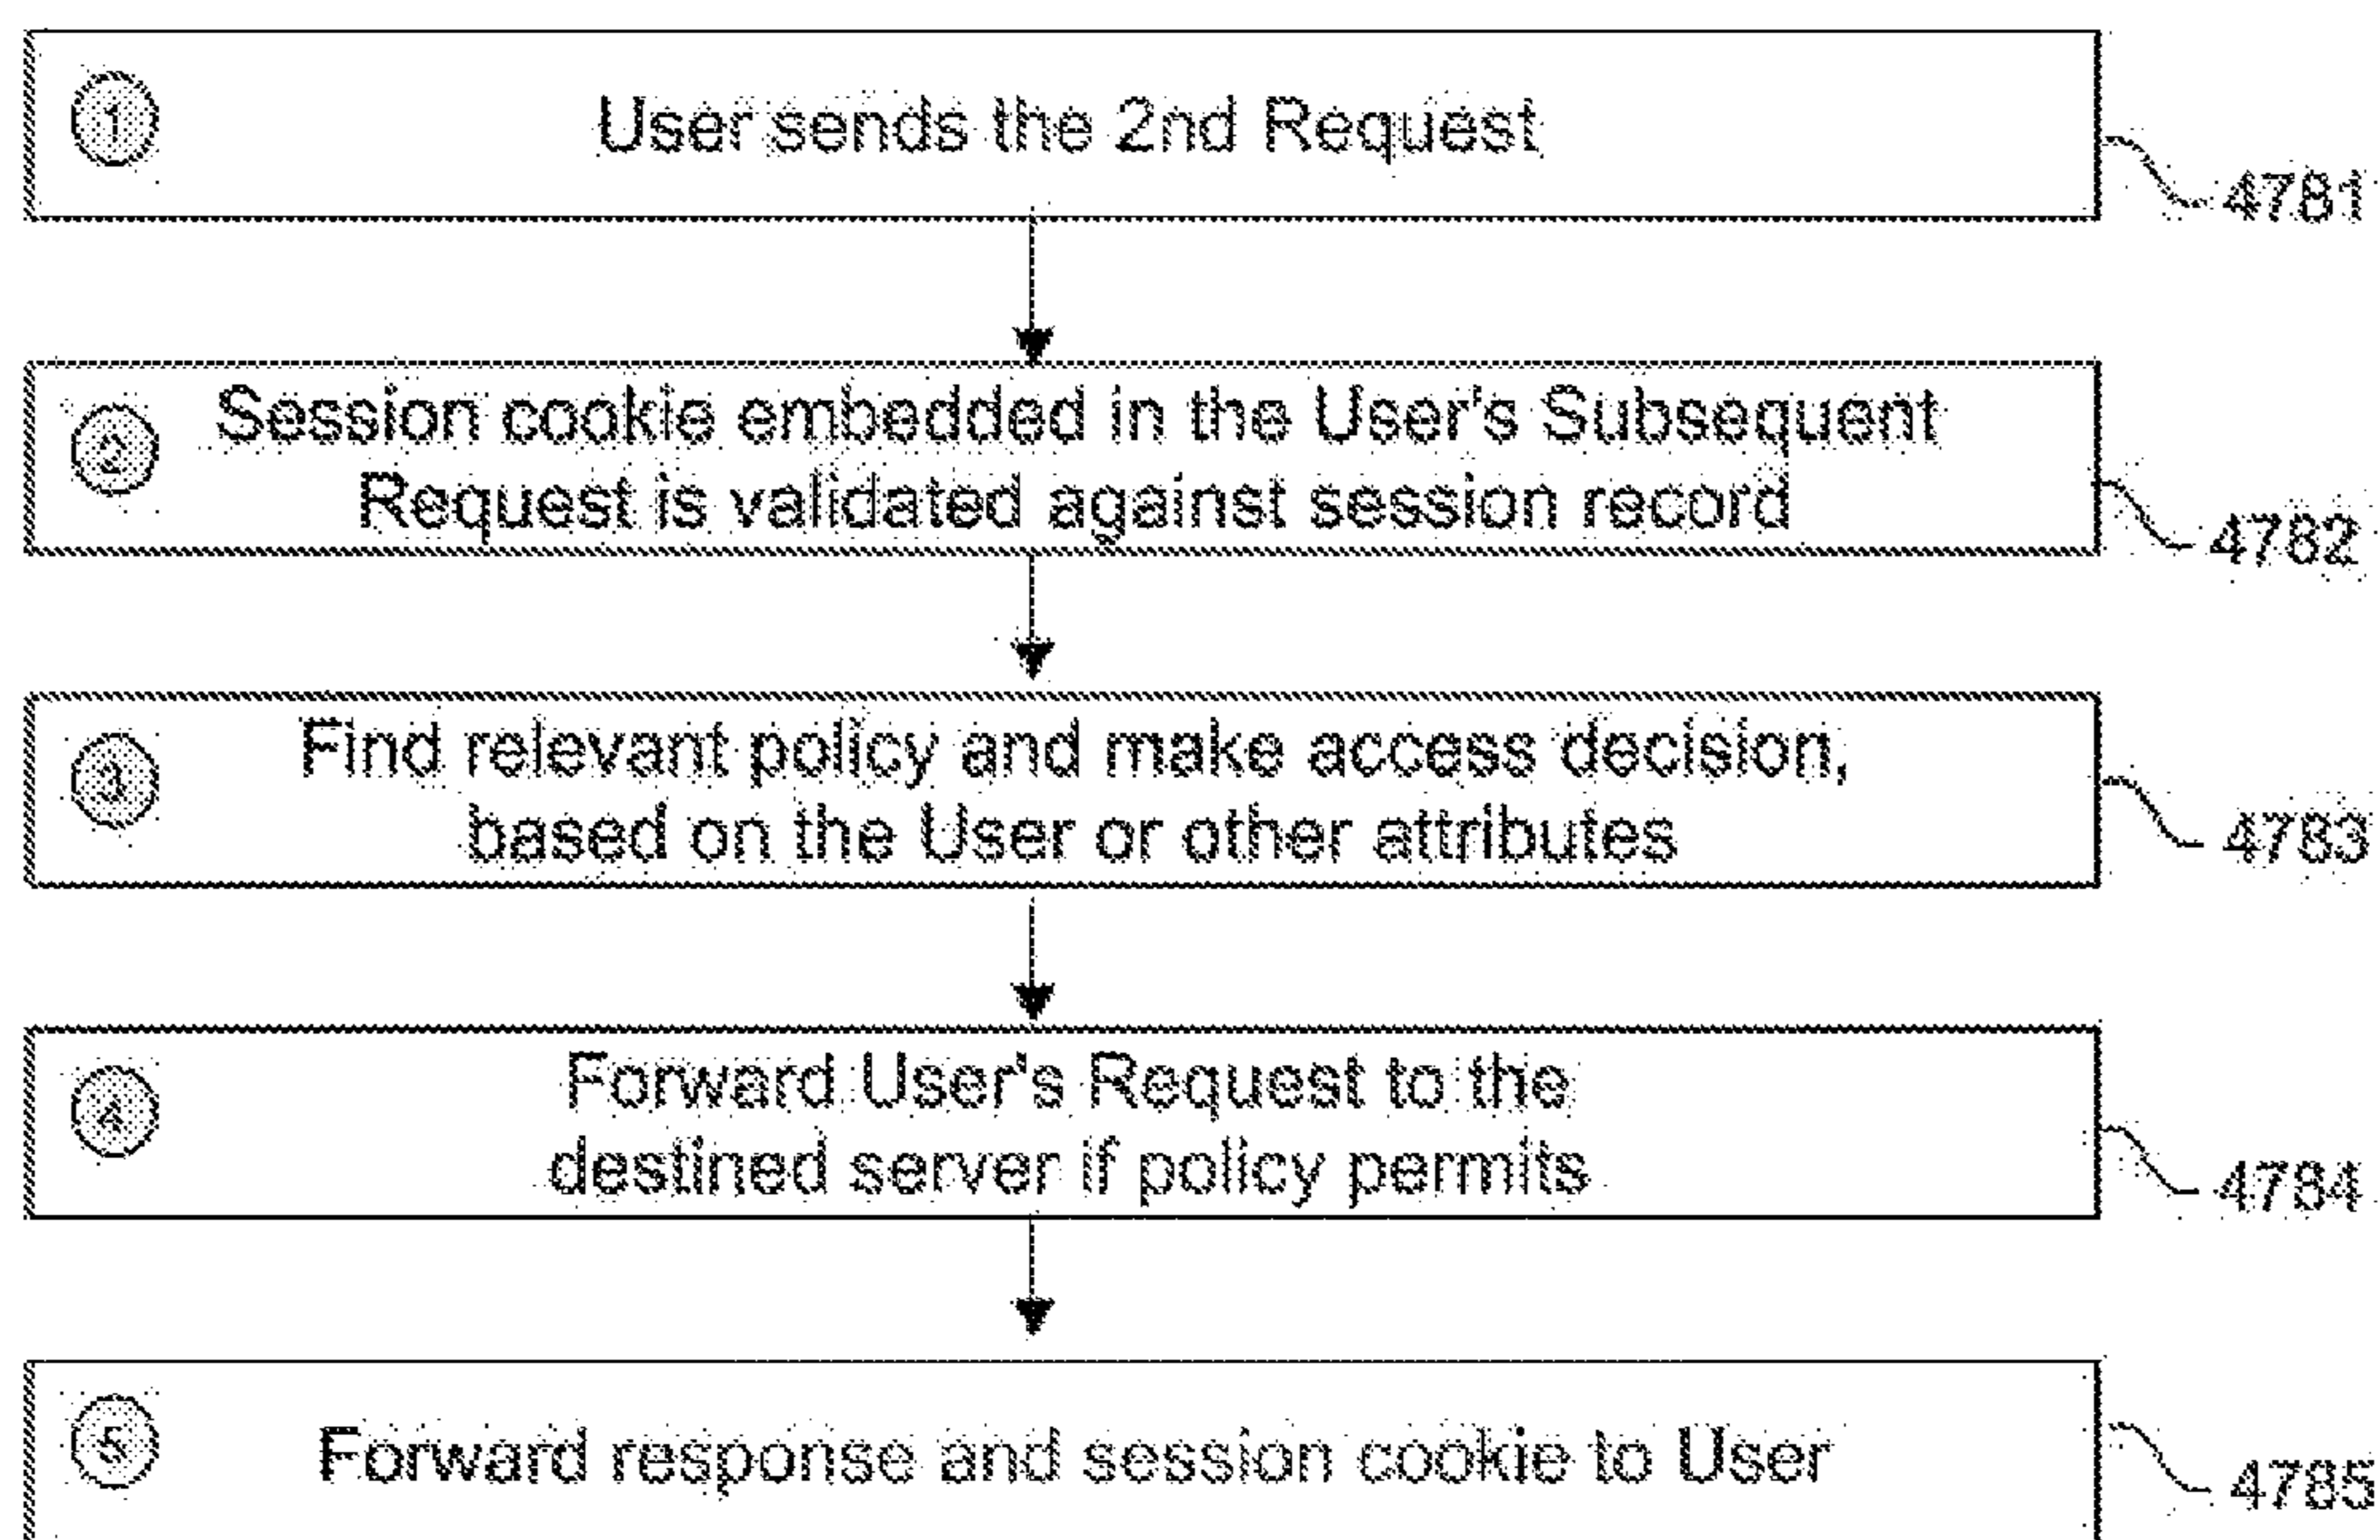 1
User sends the 2nd Request
4781
2
Session cookie embedded in the User's Subsequent
Request is validated against session record
4782
3
Find relevant policy and make access decision,
based on the User or other attributes
4783
4
Forward User's Request to the
destined server if policy permits
4784
5
Forward response and session cookie to User
4785